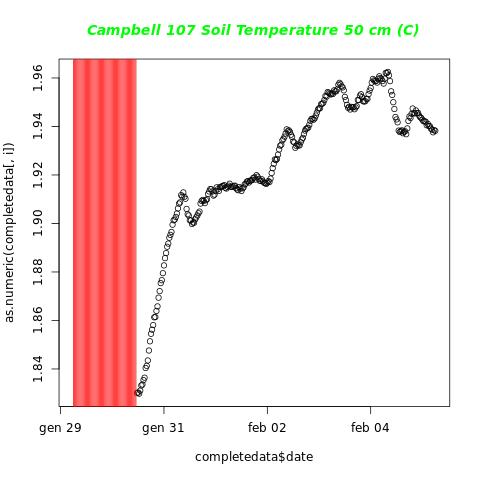 Campbell 107 Soil Temperature 50 cm (C)
as.numeric(completedata[, i])
1.96
1.94
1.92
1.90
1.88
1.86
1.84
gen 29 gen 31 feb 02 feb 04
completedata$date